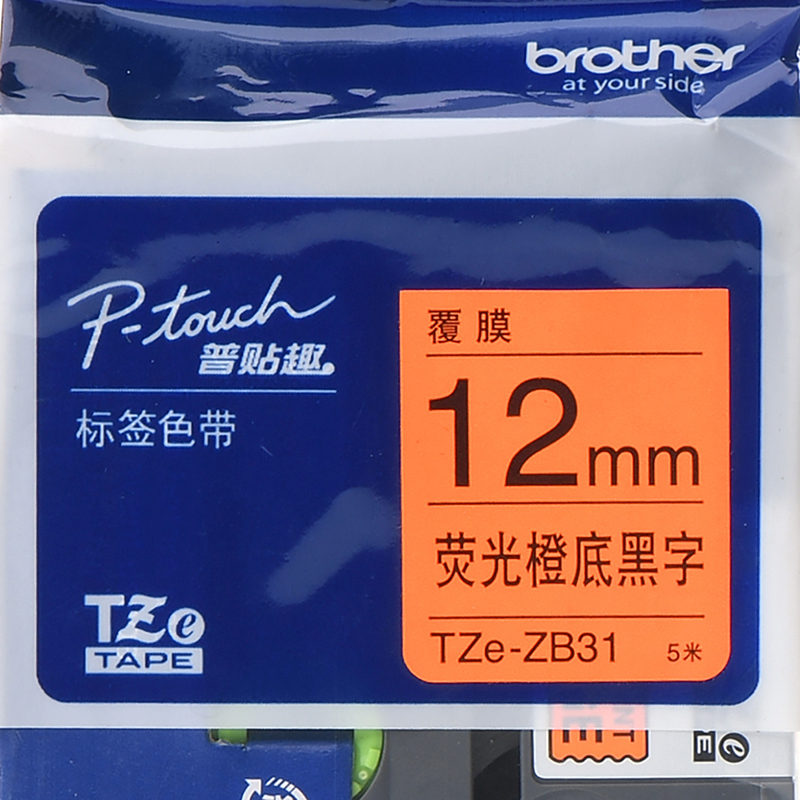 brother
at your side
P-touch
普贴趣
标签色带
TZe
TAPE
覆膜
12mm
荧光橙底黑字
TZe-ZB31 5米